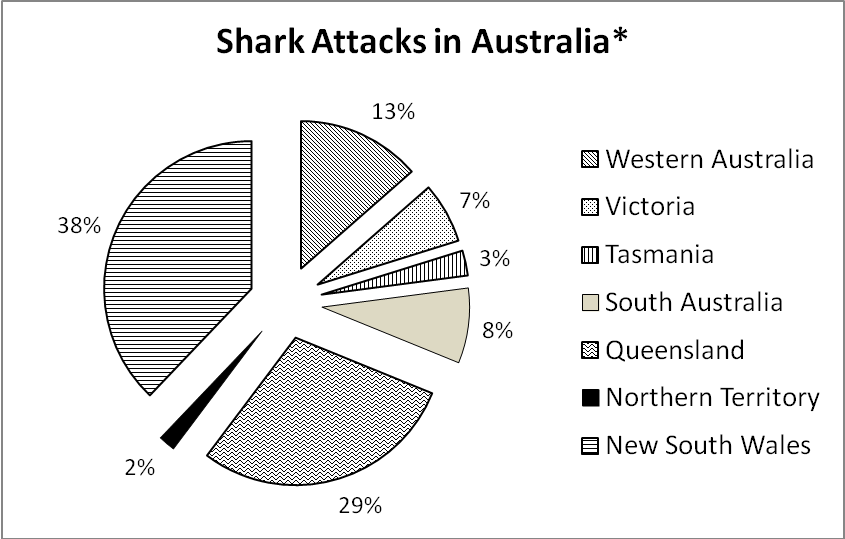 Shark Attacks in Australia*
13%
7%
3%
8%
29%
2%
38%
Western Australia
Victoria
Tasmania
South Australia
Queensland
Northern Territory
New South Wales